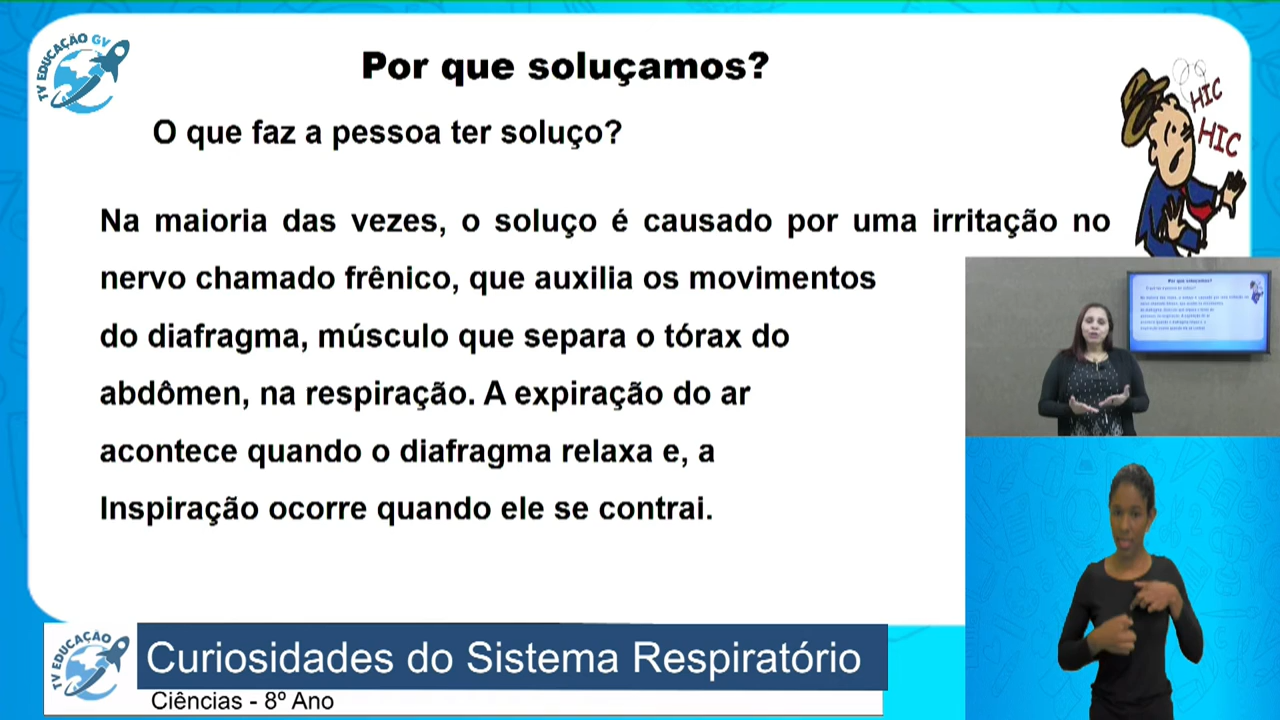 TV EDUCAÇÃO GV
Por que soluçamos?
O que faz a pessoa ter soluço?
HIC
HIC
Na maioria das vezes, o soluço é causado por uma irritação no
nervo chamado frênico, que auxilia os movimentos
do diafragma, músculo que separa o tórax do
abdômen, na respiração. A expiração do ar
acontece quando o diafragma relaxa e, a
Inspiração ocorre quando ele se contrai.
Por que soluçamos?
TV EDUCAÇÃO
Curiosidades do Sistema Respiratório
Ciências - 8º Ano